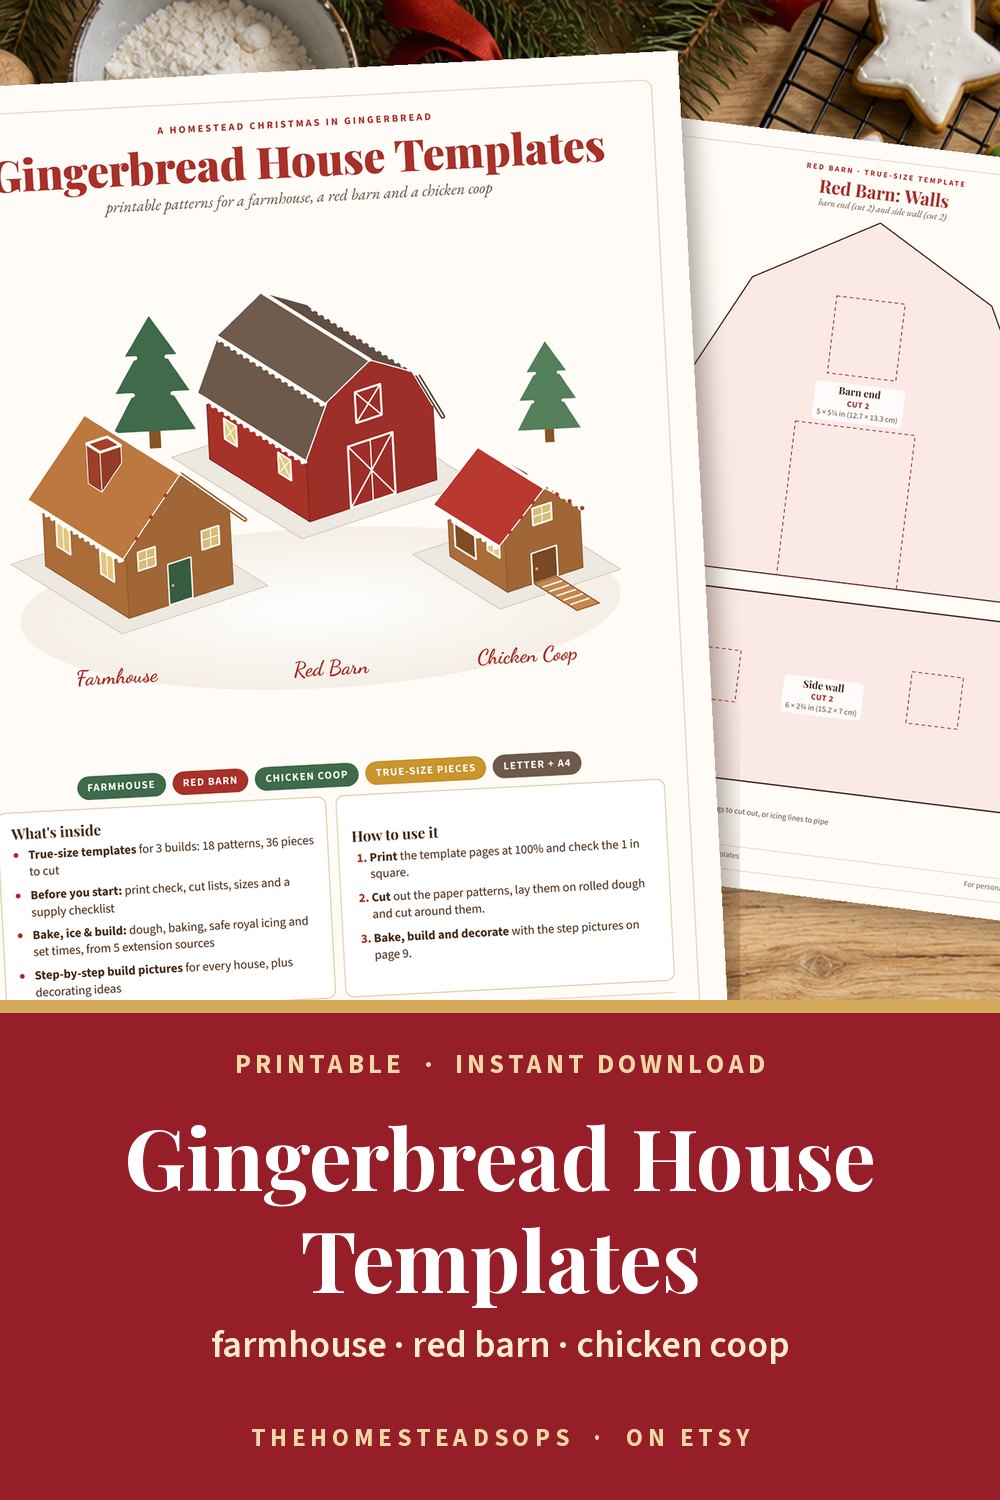 A HOMESTEAD CHRISTMAS IN GINGERBREAD
Gingerbread House Templates
printable patterns for a farmhouse, a red barn and a chicken coop
Farmhouse
Red Barn
Chicken Coop
FARMHOUSE
RED BARN
CHICKEN COOP
TRUE-SIZE PIECES
LETTER + A4
What's inside
• True-size templates for 3 builds: 18 patterns, 36 pieces
to cut
• Before you start: print check, cut lists, sizes and a
supply checklist
• Bake, ice & build: dough, baking, safe royal icing and
set times, from 5 extension sources
• Step-by-step build pictures for every house, plus
decorating ideas
How to use it
1. Print the template pages at 100% and check the 1 in
square.
2. Cut out the paper patterns, lay them on rolled dough
and cut around them.
3. Bake, build and decorate with the step pictures on
page 9.
RED BARN · TRUE-SIZE TEMPLATE
Red Barn: Walls
barn end (cut 2) and side wall (cut 2)
Barn end
CUT 2
5 × 5¼ in (12.7 × 13.3 cm)
Side wall
CUT 2
6 × 2¾ in (15.2 × 7 cm)
to cut out, or icing lines to pipe
For
PRINTABLE · INSTANT DOWNLOAD
Gingerbread House
Templates
farmhouse · red barn · chicken coop
THEHOMESTEADSOPS · ON ETSY